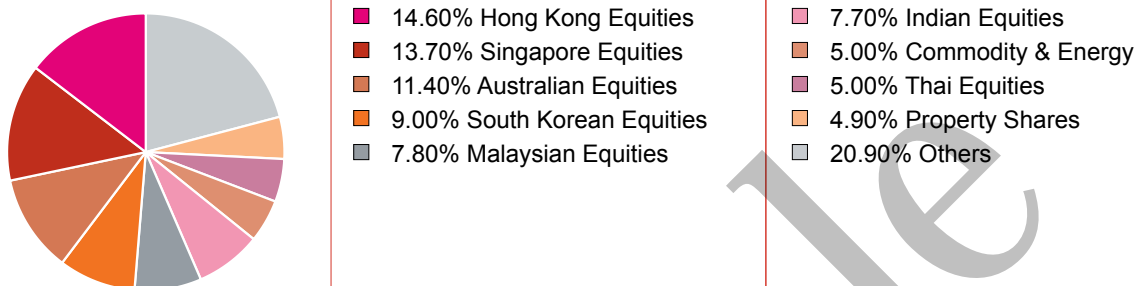 14.60% Hong Kong Equities
13.70% Singapore Equities
11.40% Australian Equities
9.00% South Korean Equities
7.80% Malaysian Equities
7.70% Indian Equities
5.00% Commodity & Energy
5.00% Thai Equities
4.90% Property Shares
20.90% Others
le